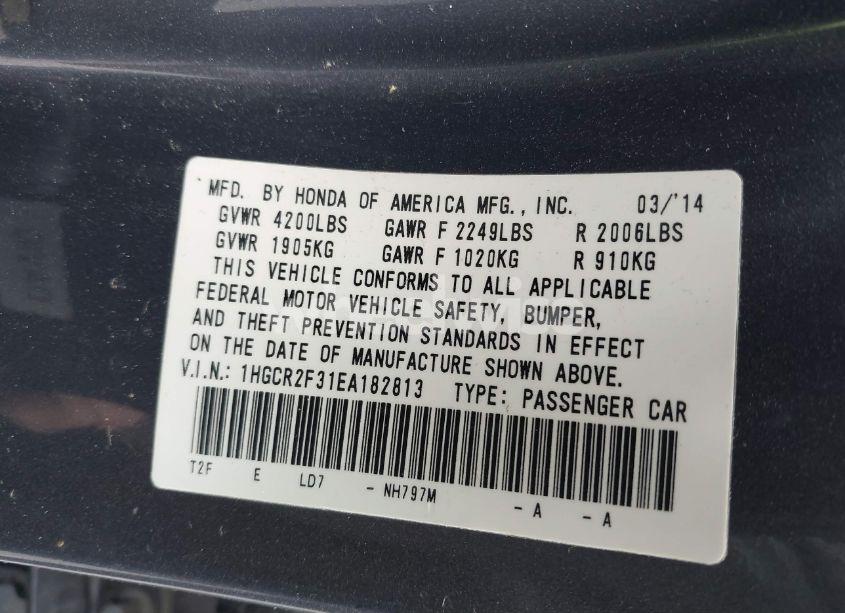 MFD. BY HONDA OF AMERICA MFG., INC. 03/'14
GVWR 4200LBS GAWR F 2249LBS R 2006LBS
GVWR 1905KG GAWR F 1020KG R 910KG
THIS VEHICLE CONFORMS TO ALL APPLICABLE
FEDERAL MOTOR VEHICLE SAFETY, BUMPER,
AND THEFT PREVENTION STANDARDS IN EFFECT
ON THE DATE OF MANUFACTURE SHOWN ABOVE.
V.I.N.: 1HGCR2F31EA182813 TYPE: PASSENGER CAR
T2F E LD7 - NH797M - A - A